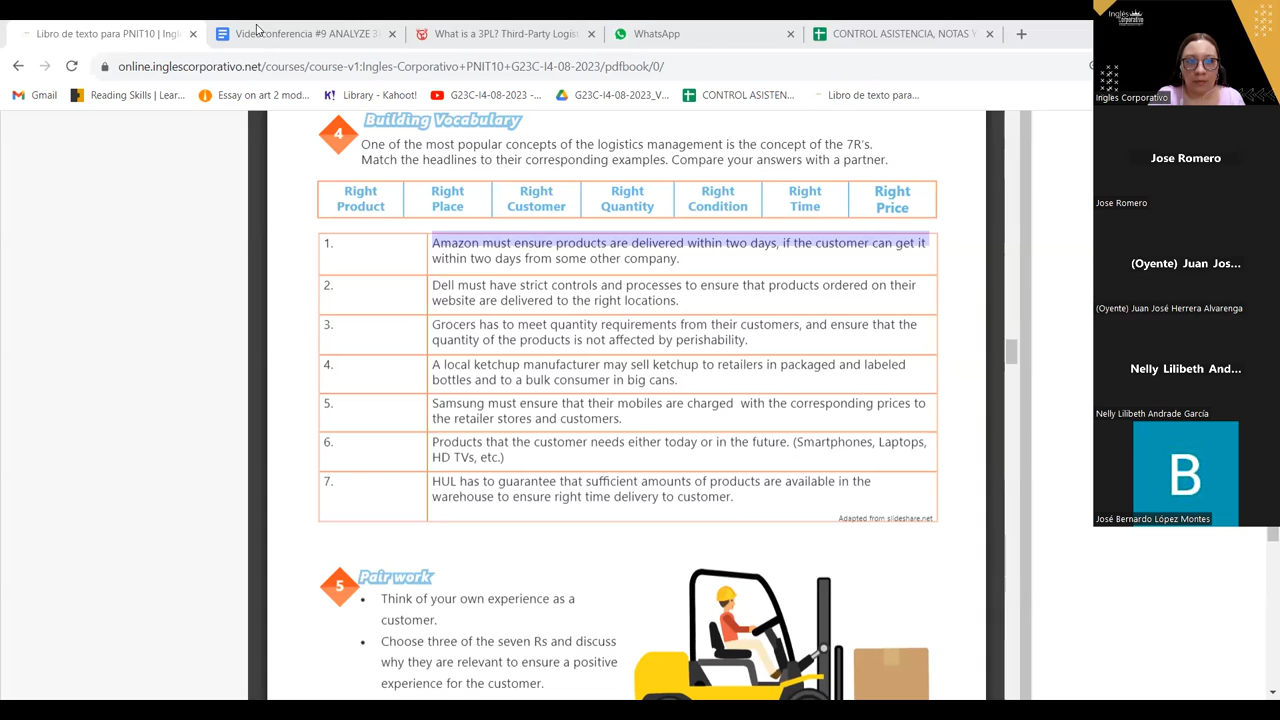 Libro de texto para PNIT10 | Ingl
Videoconferencia #9 ANALYZE 3
What is a 3PL? Third-Party Logist
WhatsApp
CONTROL ASISTENCIA, NOTAS Y
online.inglescorporativo.net/courses/course-v1:Ingles-Corporativo+PNIT10+G23C-I4-08-2023/pdfbook/0/
Gmail
Reading Skills | Lear...
Essay on art 2 mod...
Library - Kami
G23C-I4-08-2023_-...
G23C-I4-08-2023_V...
CONTROL ASISTEN...
Libro de texto para...
4
Building Vocabulary
One of the most popular concepts of the logistics management is the concept of the 7R's.
Match the headlines to their corresponding examples. Compare your answers with a partner.
Right Product
Right Place
Right Customer
Right Quantity
Right Condition
Right Time
Right Price
1.
Amazon must ensure products are delivered within two days, if the customer can get it
within two days from some other company.
2.
Dell must have strict controls and processes to ensure that products ordered on their
website are delivered to the right locations.
3.
Grocers has to meet quantity requirements from their customers, and ensure that the
quantity of the products is not affected by perishability.
4.
A local ketchup manufacturer may sell ketchup to retailers in packaged and labeled
bottles and to a bulk consumer in big cans.
5.
Samsung must ensure that their mobiles are charged with the corresponding prices to
the retailer stores and customers.
6.
Products that the customer needs either today or in the future. (Smartphones, Laptops,
HD TVs, etc.)
7.
HUL has to guarantee that sufficient amounts of products are available in the
warehouse to ensure right time delivery to customer.
Adapted from slideshare.net
5
Pair work
• Think of your own experience as a
customer.
• Choose three of the seven Rs and discuss
why they are relevant to ensure a positive
experience for the customer.
Inglés
Corporativo
Ingles Corporativo
Jose Romero
Jose Romero
(Oyente) Juan Jos...
(Oyente) Juan José Herrera Alvarenga
Nelly Lilibeth And...
Nelly Lilibeth Andrade García
B
José Bernardo López Montes